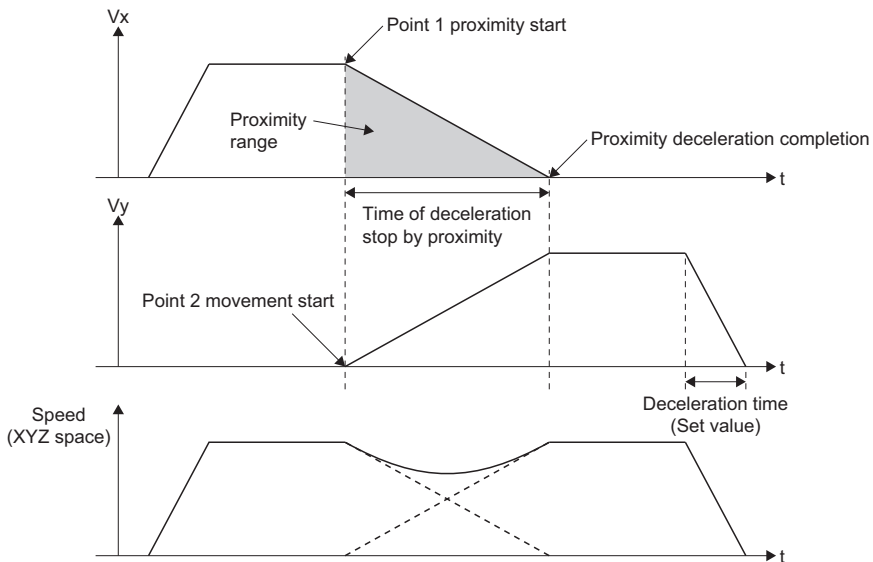 Vx
Point 1 proximity start
Proximity
range
Proximity deceleration completion
t
Vy
Time of deceleration
stop by proximity
Point 2 movement start
t
Speed
(XYZ space)
Deceleration time
(Set value)
t